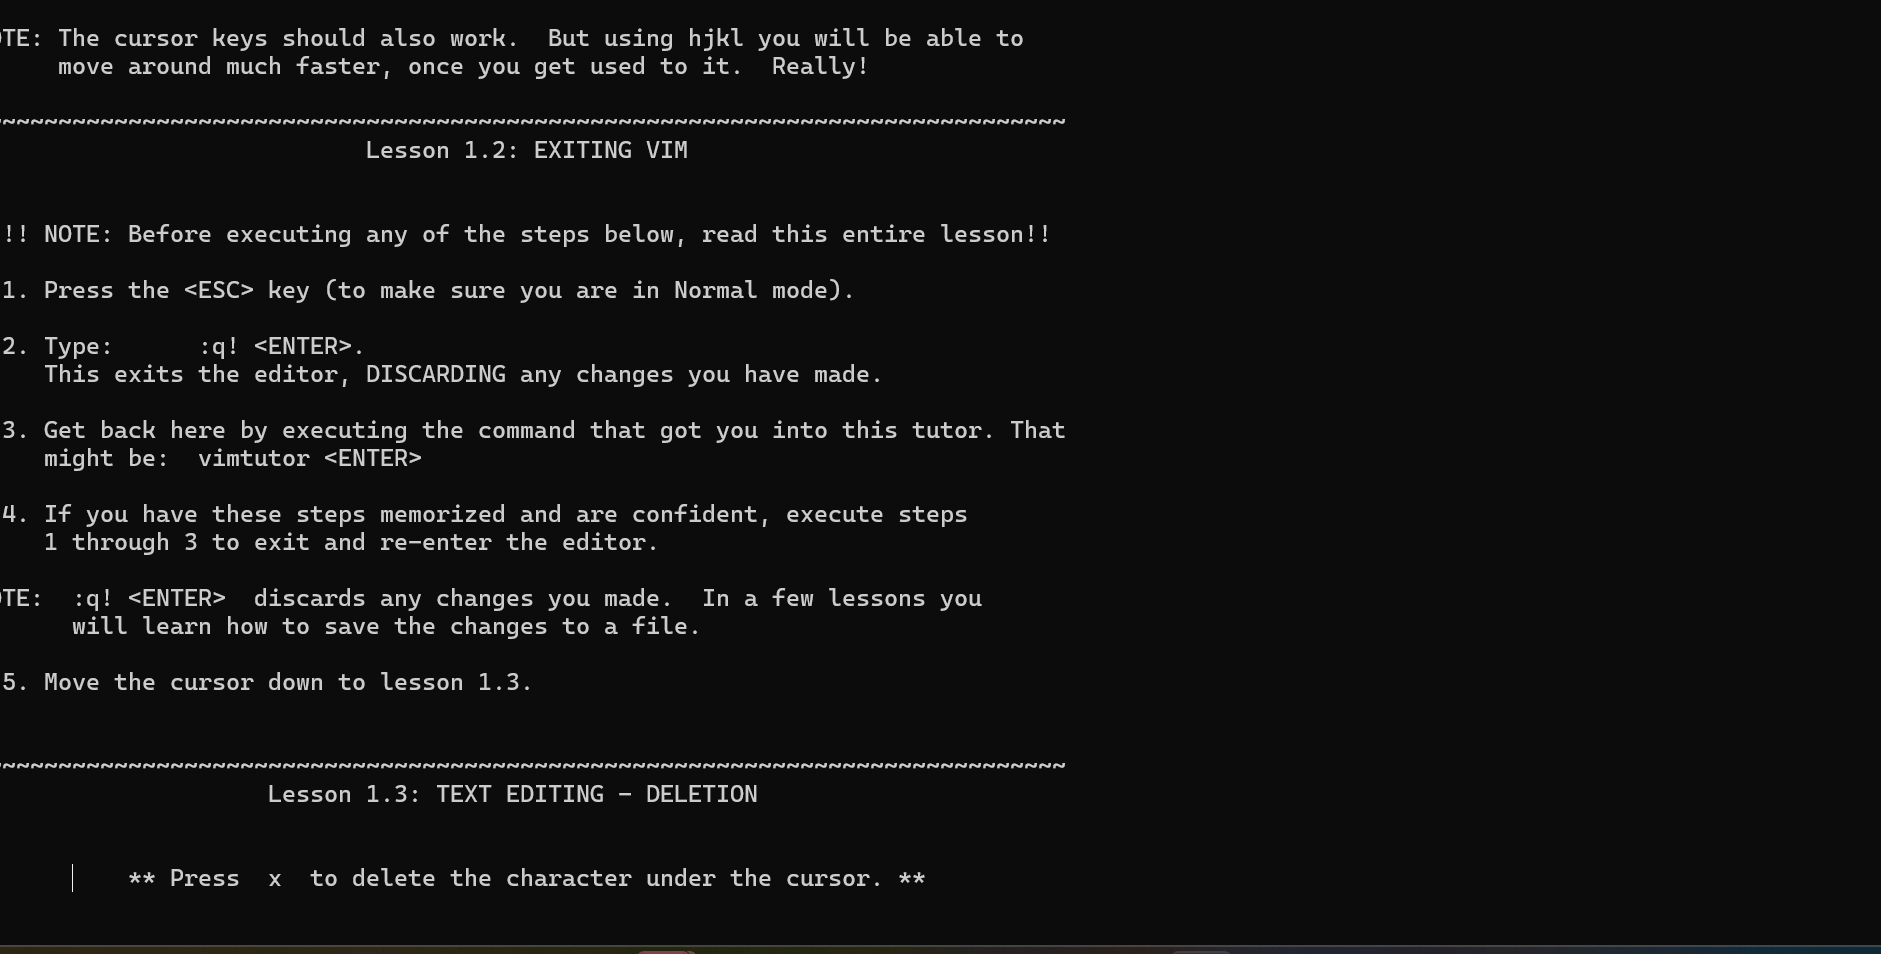 TE: The cursor keys should also work.  But using hjkl you will be able to
move around much faster, once you get used to it.  Really!
~~~~~~~~~~~~~~~~~~~~~~~~~~~~~~~~~~~~~~~~~~~~~~~~~~~~~~~~~~~~~~~~~~~~~~~~~~~~
Lesson 1.2: EXITING VIM
!! NOTE: Before executing any of the steps below, read this entire lesson!!
1. Press the <ESC> key (to make sure you are in Normal mode).
2. Type:      :q! <ENTER>.
This exits the editor, DISCARDING any changes you have made.
3. Get back here by executing the command that got you into this tutor. That
might be:  vimtutor <ENTER>
4. If you have these steps memorized and are confident, execute steps
1 through 3 to exit and re-enter the editor.
TE:  :q! <ENTER>  discards any changes you made.  In a few lessons you
will learn how to save the changes to a file.
5. Move the cursor down to lesson 1.3.
~~~~~~~~~~~~~~~~~~~~~~~~~~~~~~~~~~~~~~~~~~~~~~~~~~~~~~~~~~~~~~~~~~~~~~~~~~~~
Lesson 1.3: TEXT EDITING - DELETION
** Press  x  to delete the character under the cursor. **